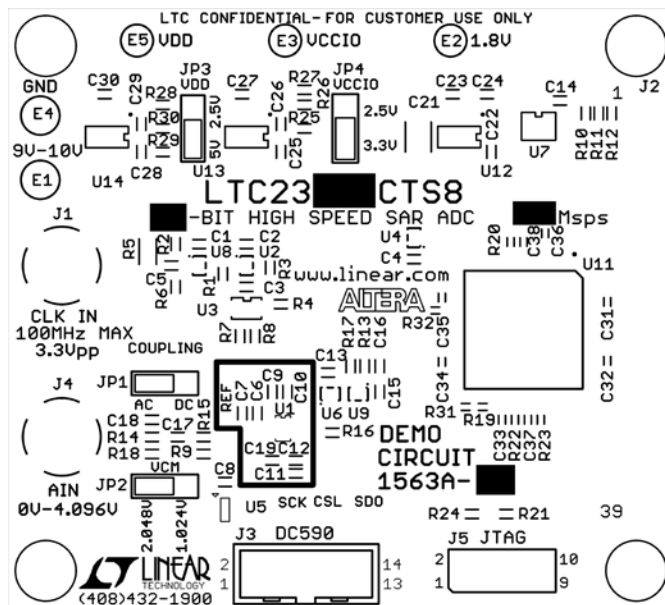 LTC CONFIDENTIAL-FOR CUSTOMER USE ONLY
E5 VDD E3 VCCIO E2 1.8V
GND
J2
C30 C29 R28 JP3 VDD C27 C26 R27 R26 JP4 VCCIO C23 C24 C14 1
E4
R30 2.5V R25 2.5V C21 C22
R29 5V 3.3V U7 R10 R11 R12
9V-10V
E1 U14 C28 U13 C25 U12
LTC23 CTS8
-BIT HIGH SPEED SAR ADC Msps
J1
R5 R2 C1 U8 C2 U2 U4 R20 C38 C36
C5 R6 R1 R3 C4 U11
www.linear.com
C3 U3 R4 ALTERA R32 C35 C31
CLK IN
100MHz MAX
3.3Vpp
R7 R8 R17 R13 C16
COUPLING
J4 JP1 REF C7 C6 C9 C10 C13 C15 C34 C32
AC DC R15 U1 U6 U9 R31 R19
C18 C17 R14 R9 R18 R16 C33 R22 C37 R23
VCM C19 C12 C11
DEMO
CIRCUIT
1563A-
JP2 C8
AIN
0V-4.096V
2.048V 1.024V U5 SCK CSL SDO R24 R21 39
J3 DC590 J5 JTAG
2 14 2 10
1 13 1 9
LINEAR
TECHNOLOGY
(408)432-1900